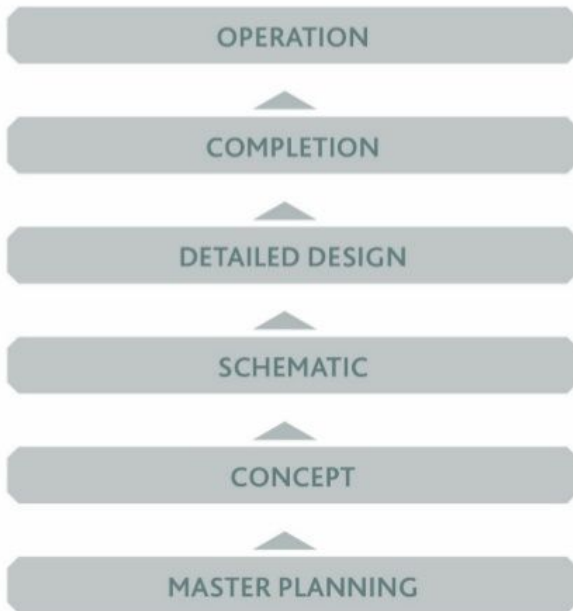 OPERATION
COMPLETION
DETAILED DESIGN
SCHEMATIC
CONCEPT
MASTER PLANNING